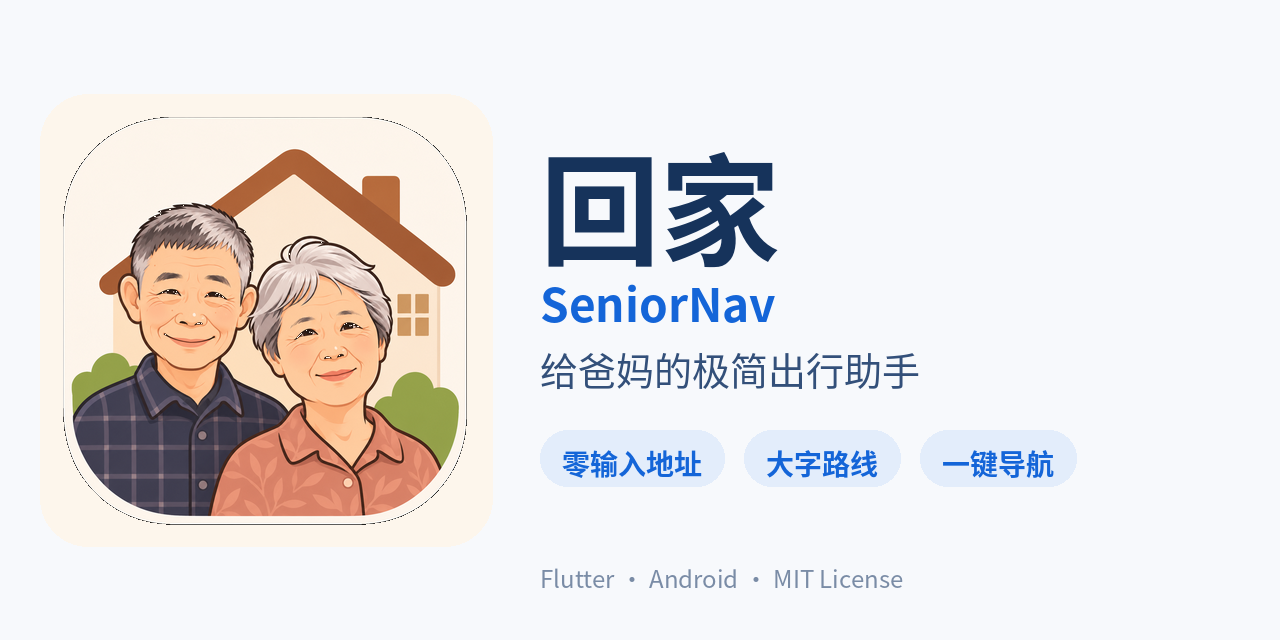 回家
SeniorNav
给爸妈的极简出行助手
零输入地址 大字路线 一键导航
Flutter · Android · MIT License